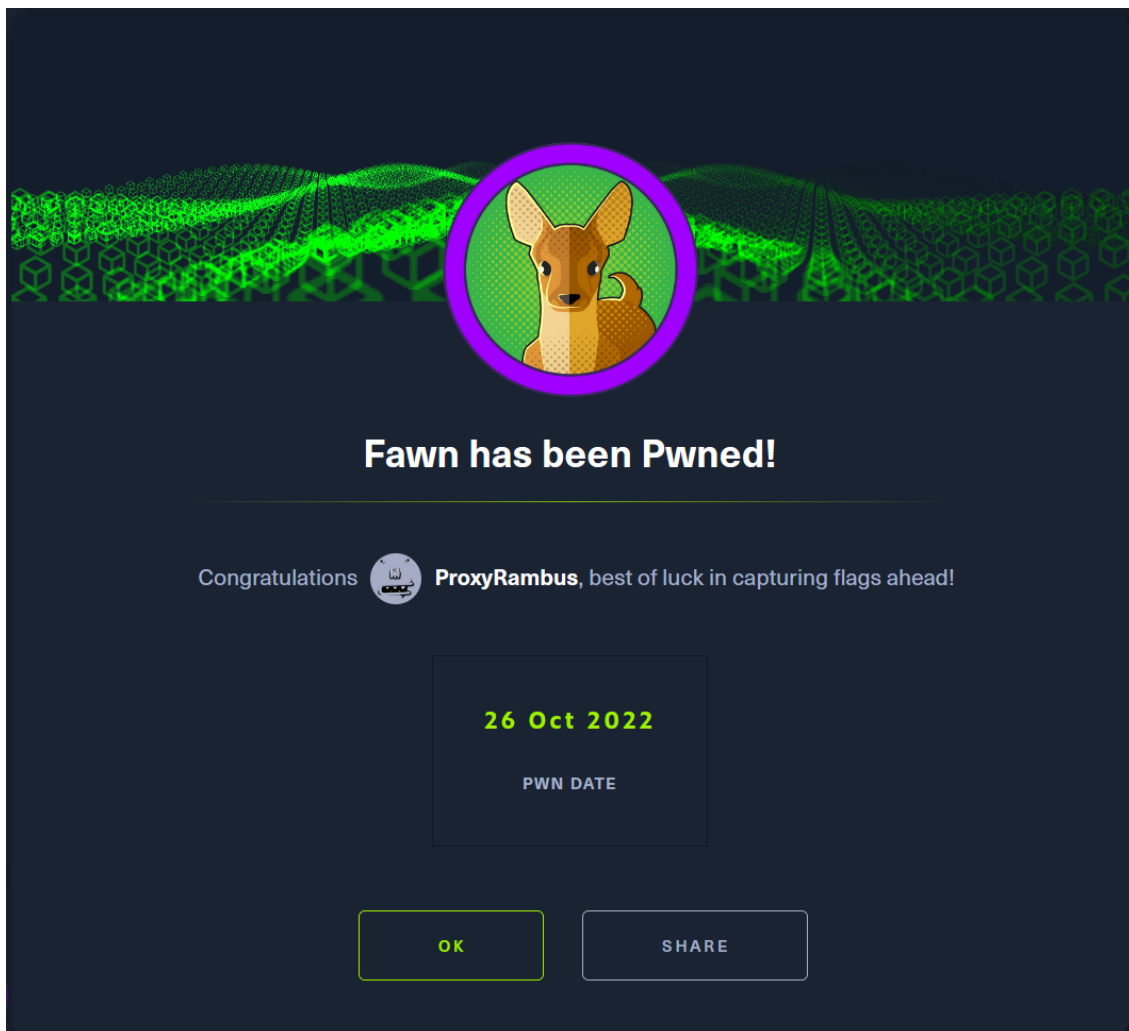 Fawn has been Pwned!
Congratulations ProxyRambus, best of luck in capturing flags ahead!
26 Oct 2022
PWN DATE
OK
SHARE